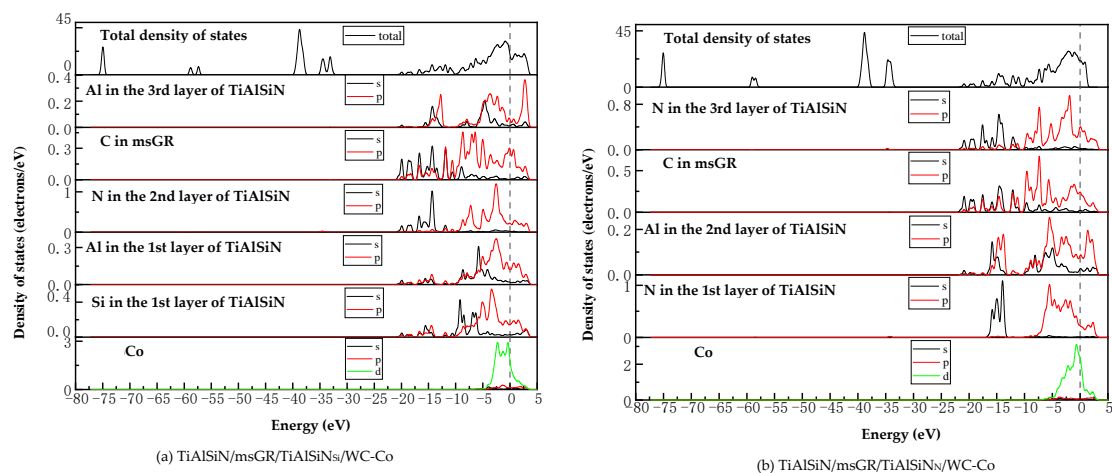 Density of states (electrons/eV)
45
0
Total density of states
total
0.4
0.2
0.0
Al in the 3rd layer of TiAlSiN
s
p
0.3
0.0
C in msGR
s
p
1
0
N in the 2nd layer of TiAlSiN
s
p
0.3
0.0
Al in the 1st layer of TiAlSiN
s
p
0.4
0.0
Si in the 1st layer of TiAlSiN
s
p
3
0
Co
s
p
d
-80 -75 -70 -65 -60 -55 -50 -45 -40 -35 -30 -25 -20 -15 -10 -5 0 5
Energy (eV)
(a) TiAlSiN/msGR/TiAlSiNSi/WC-Co
Density of states (electrons/eV)
45
0
Total density of states
total
0.8
0.0
N in the 3rd layer of TiAlSiN
s
p
0.5
0.0
C in msGR
s
p
0.2
0.0
Al in the 2nd layer of TiAlSiN
s
p
1
0
N in the 1st layer of TiAlSiN
s
p
2
0
Co
s
p
d
-80 -75 -70 -65 -60 -55 -50 -45 -40 -35 -30 -25 -20 -15 -10 -5 0 5
Energy (eV)
(b) TiAlSiN/msGR/TiAlSiNN/WC-Co